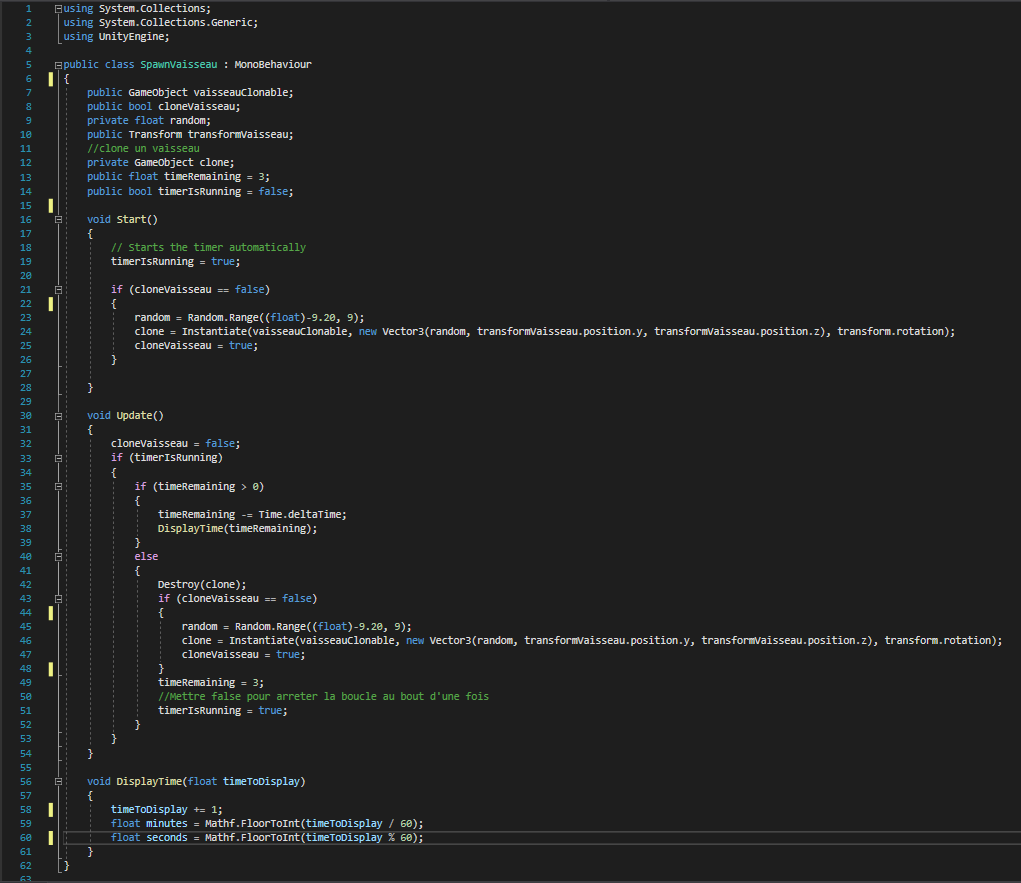 1 using System.Collections;
2 using System.Collections.Generic;
3 using UnityEngine;
4
5 public class SpawnVaisseau : MonoBehaviour
6 {
7 public GameObject vaisseauClonable;
8 public bool cloneVaisseau;
9 private float random;
10 public Transform transformVaisseau;
11 //clone un vaisseau
12 private GameObject clone;
13 public float timeRemaining = 3;
14 public bool timerIsRunning = false;
15
16 void Start()
17 {
18 // Starts the timer automatically
19 timerIsRunning = true;
20
21 if (cloneVaisseau == false)
22 {
23 random = Random.Range((float)-9.20, 9);
24 clone = Instantiate(vaisseauClonable, new Vector3(random, transformVaisseau.position.y, transformVaisseau.position.z), transform.rotation);
25 cloneVaisseau = true;
26 }
27
28 }
29
30 void Update()
31 {
32 cloneVaisseau = false;
33 if (timerIsRunning)
34 {
35 if (timeRemaining > 0)
36 {
37 timeRemaining -= Time.deltaTime;
38 DisplayTime(timeRemaining);
39 }
40 else
41 {
42 Destroy(clone);
43 if (cloneVaisseau == false)
44 {
45 random = Random.Range((float)-9.20, 9);
46 clone = Instantiate(vaisseauClonable, new Vector3(random, transformVaisseau.position.y, transformVaisseau.position.z), transform.rotation);
47 cloneVaisseau = true;
48 }
49 timeRemaining = 3;
50 //Mettre false pour arreter la boucle au bout d'une fois
51 timerIsRunning = true;
52 }
53 }
54 }
55
56 void DisplayTime(float timeToDisplay)
57 {
58 timeToDisplay += 1;
59 float minutes = Mathf.FloorToInt(timeToDisplay / 60);
60 float seconds = Mathf.FloorToInt(timeToDisplay % 60);
61 }
62 }
63